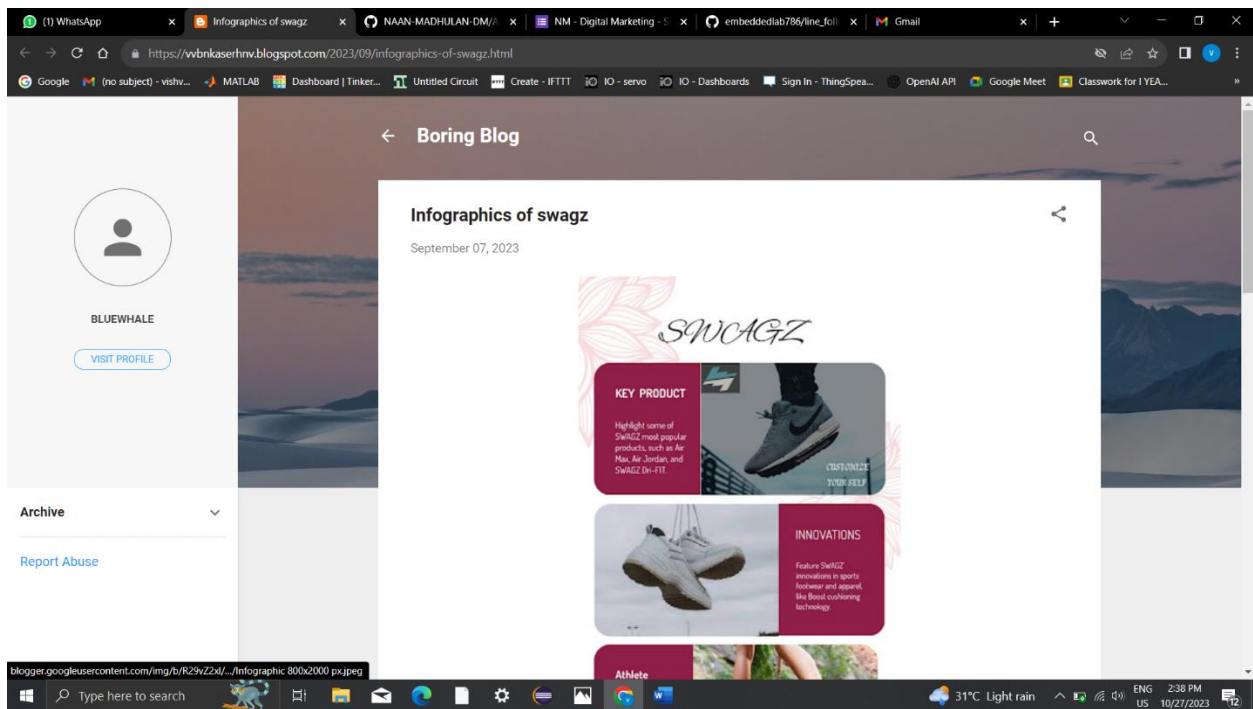 (1) WhatsApp
Infographics of swagz
NAAN-MADHULAN-DM/A
NM - Digital Marketing - S
embeddedlab786/line_foll
Gmail
https://vvbnkaserhnv.blogspot.com/2023/09/infographics-of-swagz.html
Google
(no subject) - vishv...
MATLAB
Dashboard | Tinker...
Untitled Circuit
Create - IFTTT
IO - servo
IO - Dashboards
Sign In - ThingSpea...
OpenAI API
Google Meet
Classwork for I YEA...
Boring Blog
Infographics of swagz
September 07, 2023
BLUEWHALE
VISIT PROFILE
Archive
Report Abuse
SWAGZ
KEY PRODUCT
Highlight some of
SWAGZ most popular
products, such as Air
Max, Air Jordan, and
SWAGZ Dri-FIT.
CUSTOMIZE
YOUR SELF
INNOVATIONS
Feature SWAGZ
innovations in sports
footwear and apparel,
like Boost cushioning
technology.
Athlete
blogger.googleusercontent.com/img/b/R29vZ2xl/.../Infographic 800x2000 px.jpeg
Type here to search
31°C Light rain
ENG
US
2:38 PM
10/27/2023
12